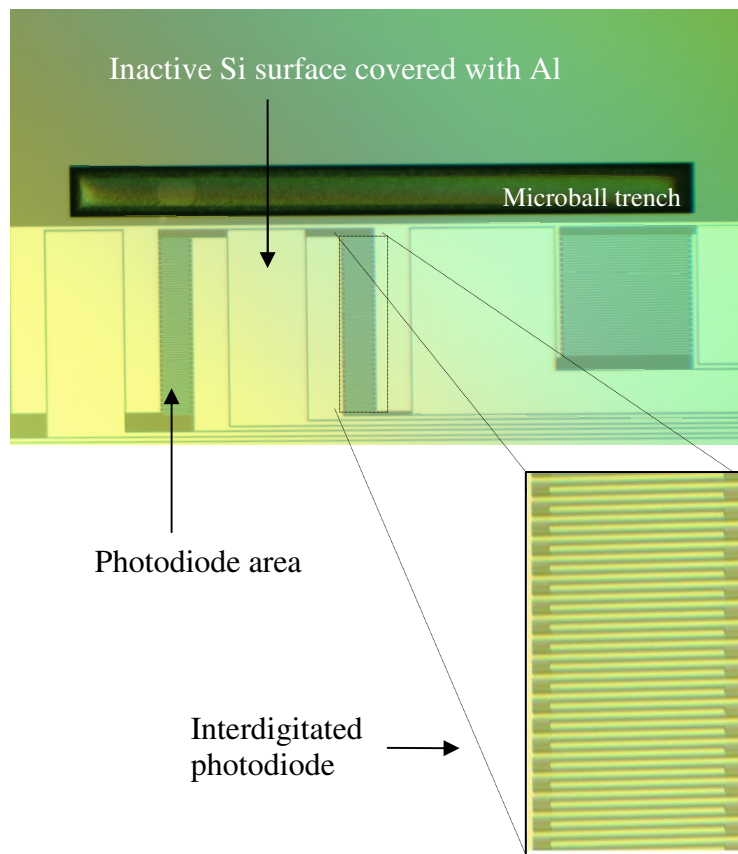 Inactive Si surface covered with Al
Microball trench
Photodiode area
Interdigitated
photodiode